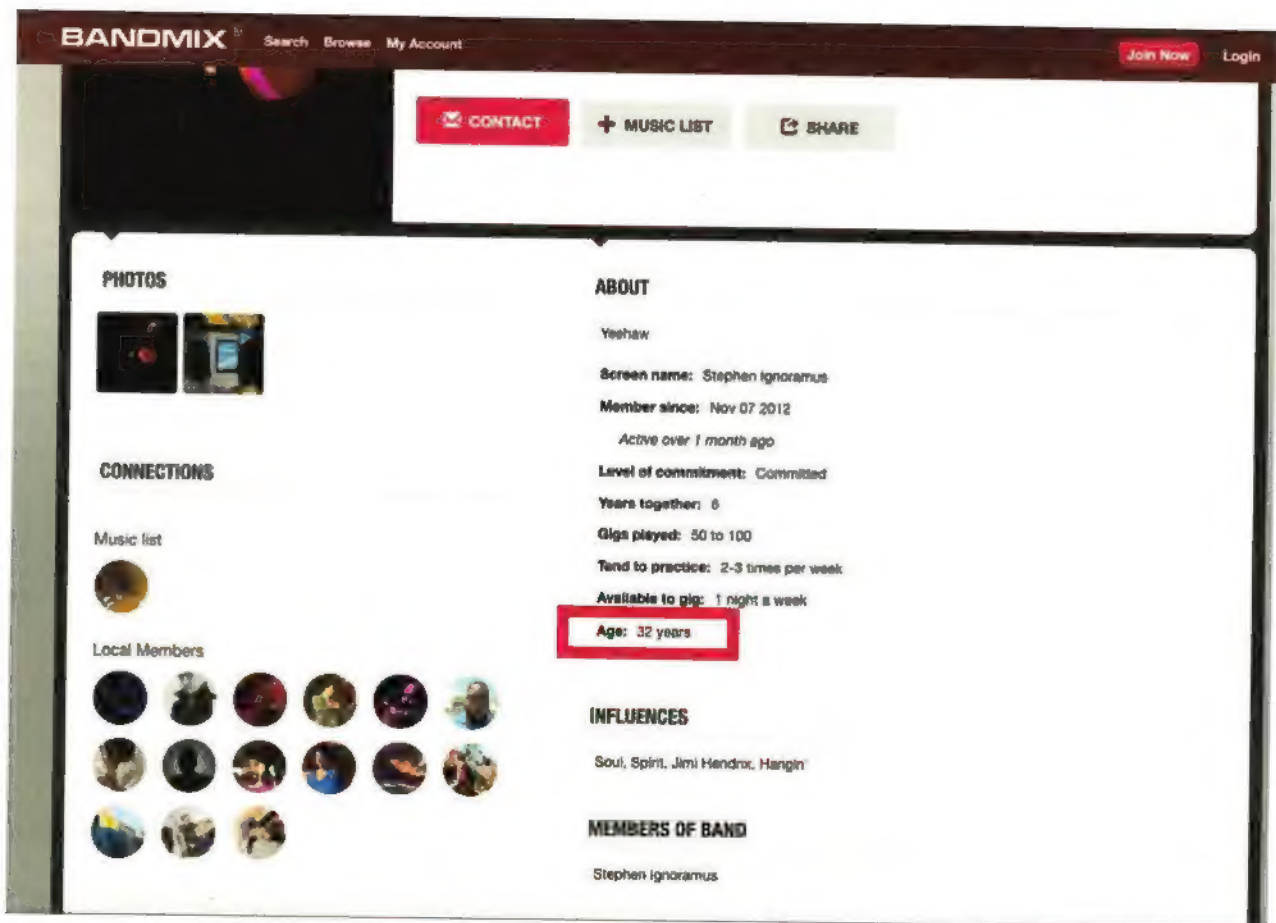 BANDMIX
Search Browse My Account
Join Now Login
CONTACT
MUSIC LIST
SHARE
PHOTOS
CONNECTIONS
Music list
Local Members
ABOUT
Yeehaw
Screen name: Stephen Ignoramus
Member since: Nov 07 2012
Active over 1 month ago
Level of commitment: Committed
Years together: 6
Gigs played: 50 to 100
Tend to practice: 2-3 times per week
Available to gig: 1 night a week
Age: 32 years
INFLUENCES
Soul, Spirit, Jimi Hendrix, Hangin'
MEMBERS OF BAND
Stephen Ignoramus